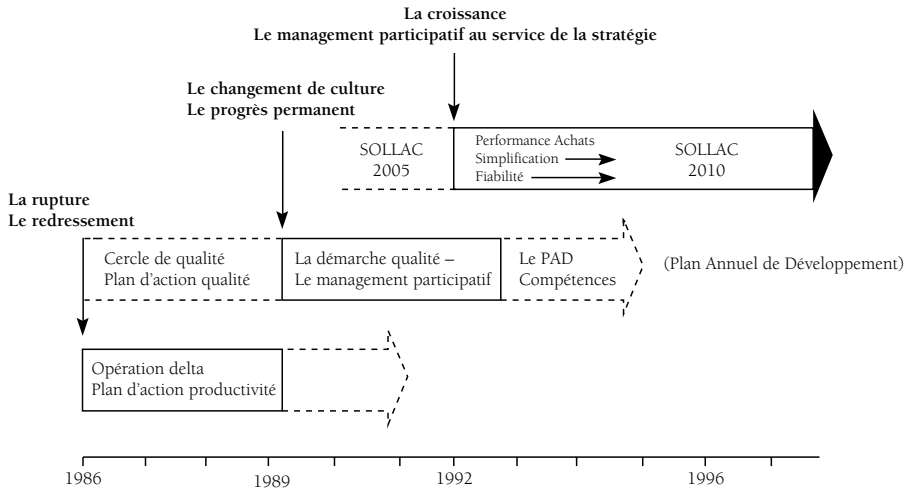 La croissance
Le management participatif au service de la stratégie
Le changement de culture
Le progrès permanent
SOLLAC
2005
Performance Achats
Simplification
Fiabilité
SOLLAC
2010
La rupture
Le redressement
Cercle de qualité
Plan d'action qualité
La démarche qualité –
Le management participatif
Le PAD
Compétences
(Plan Annuel de Développement)
Opération delta
Plan d'action productivité
1986
1989
1992
1996